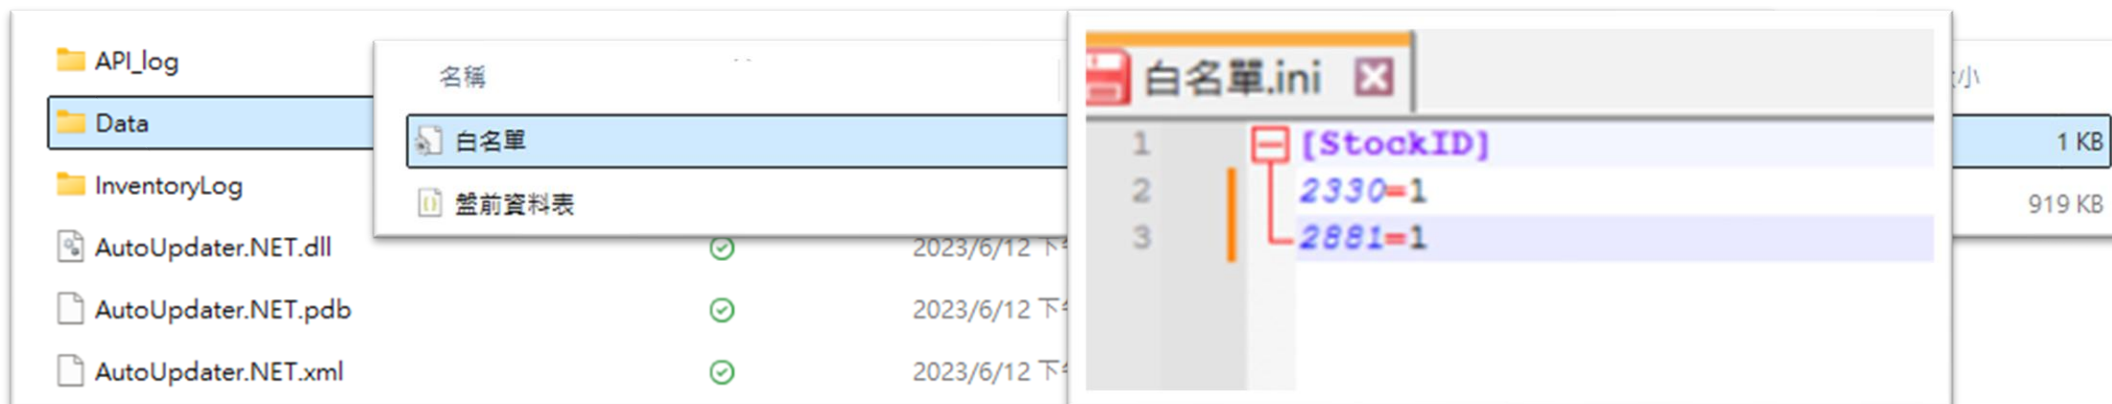 API_log
Data
InventoryLog
AutoUpdater.NET.dll
2023/6/12 下
AutoUpdater.NET.pdb
2023/6/12 下
AutoUpdater.NET.xml
2023/6/12 下
名稱
白名單
盤前資料表
白名單.ini
1 [StockID]
2 2330=1
3 2881=1
小
1 KB
919 KB